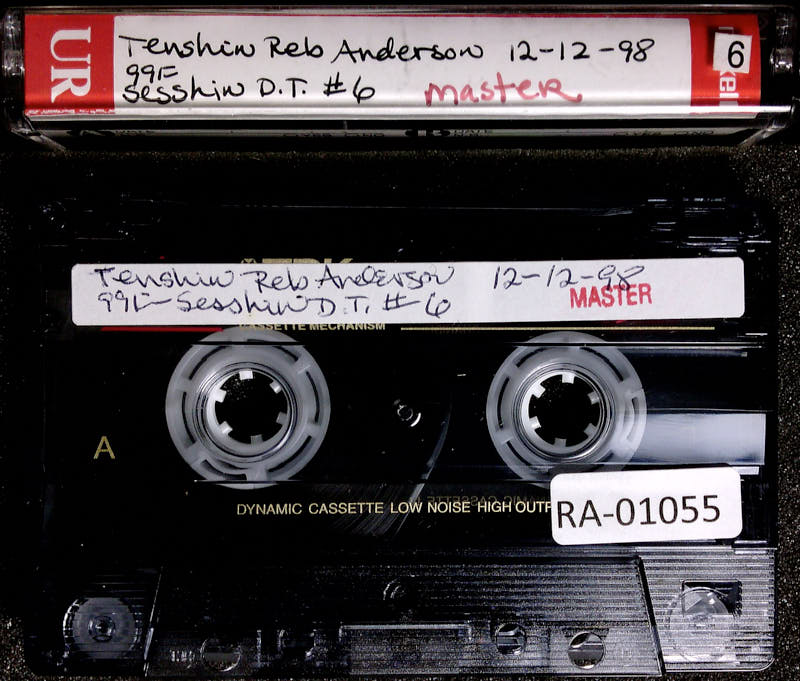 UR
Tenshin Reb Anderson 12-12-98
99F
Sesshin D.T. #6 master
6
Tenshin Reb Anderson 12-12-98
99F-Sesshin D.T. #6
MASTER
CASSETTE MECHANISM
A
DYNAMIC CASSETTE LOW NOISE HIGH OUTP
RA-01055